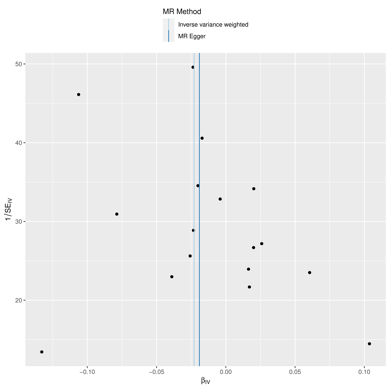 MR Method
Inverse variance weighted
MR Egger
50
40
30
20
1/SE_IV
−0.10
−0.05
0.00
0.05
0.10
β_IV